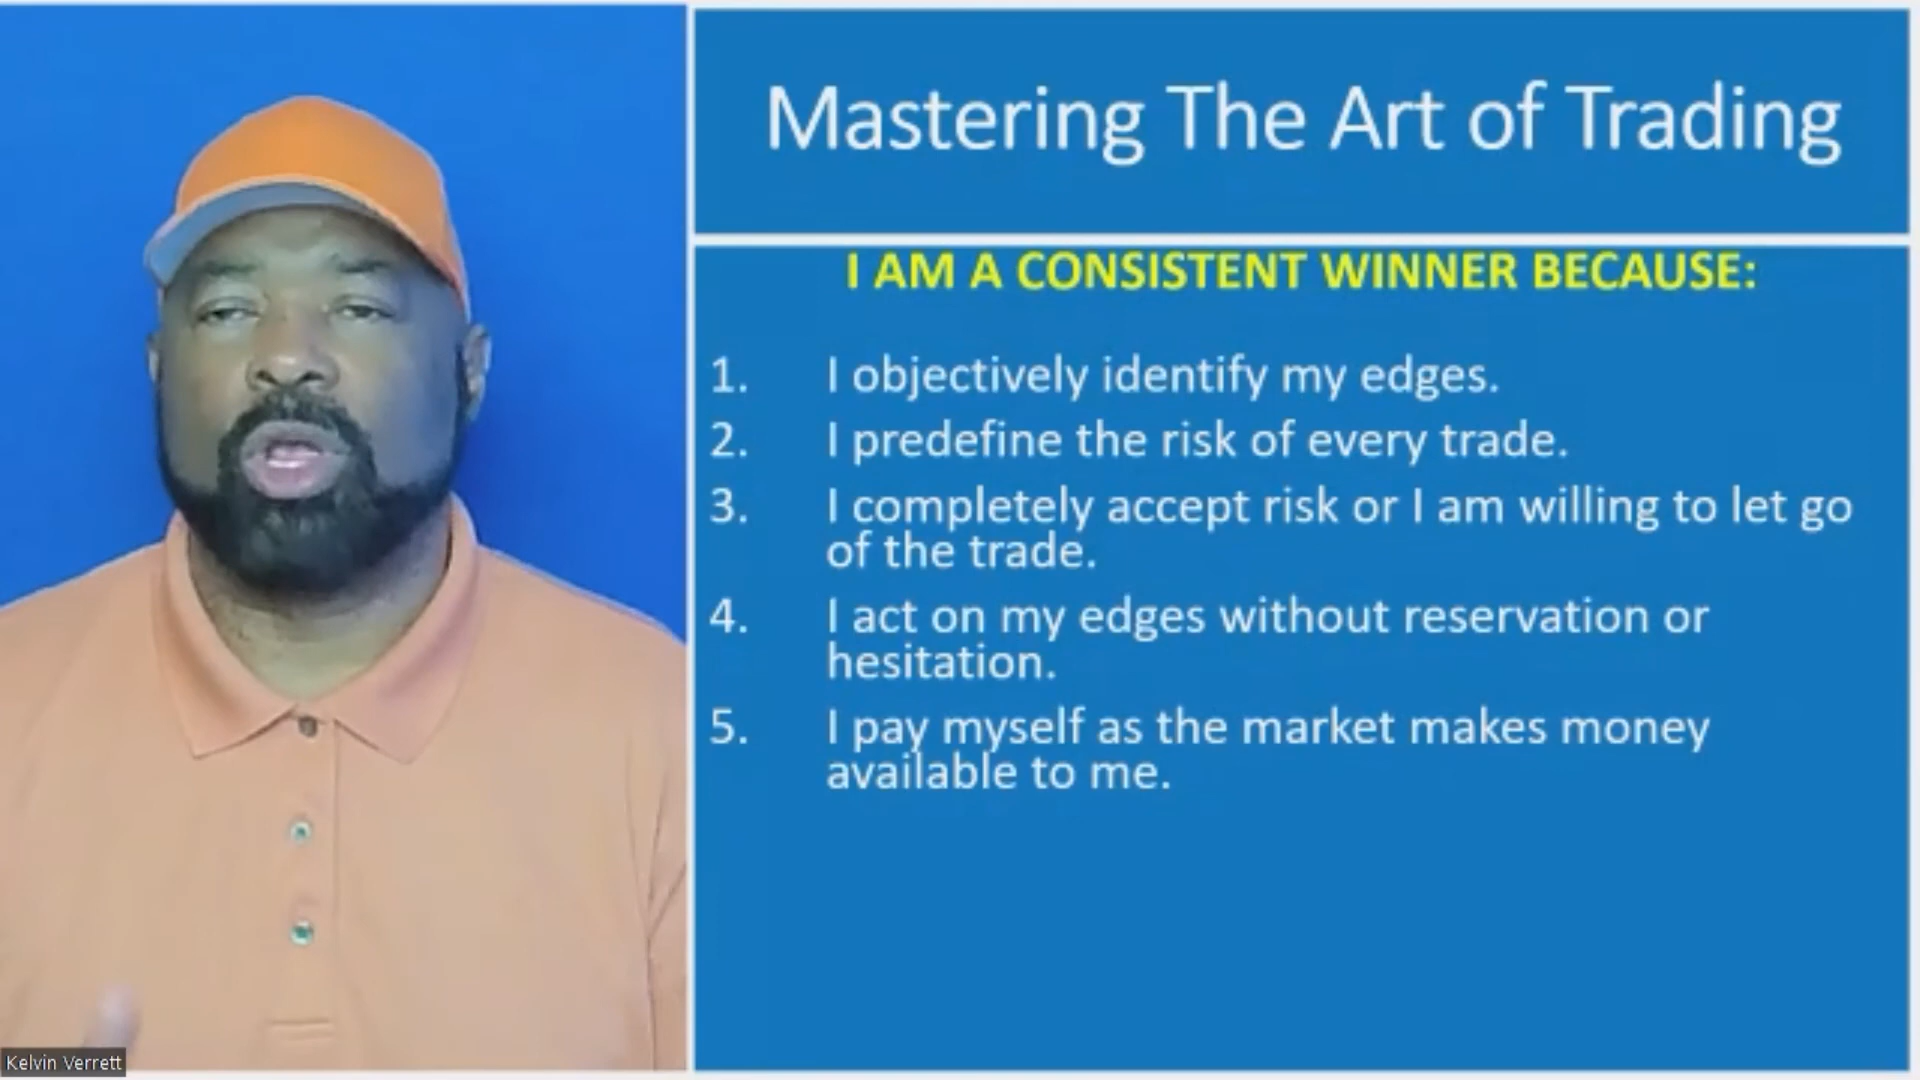 Mastering The Art of Trading
I AM A CONSISTENT WINNER BECAUSE:
1. I objectively identify my edges.
2. I predefine the risk of every trade.
3. I completely accept risk or I am willing to let go
of the trade.
4. I act on my edges without reservation or
hesitation.
5. I pay myself as the market makes money
available to me.
Kelvin Verrett